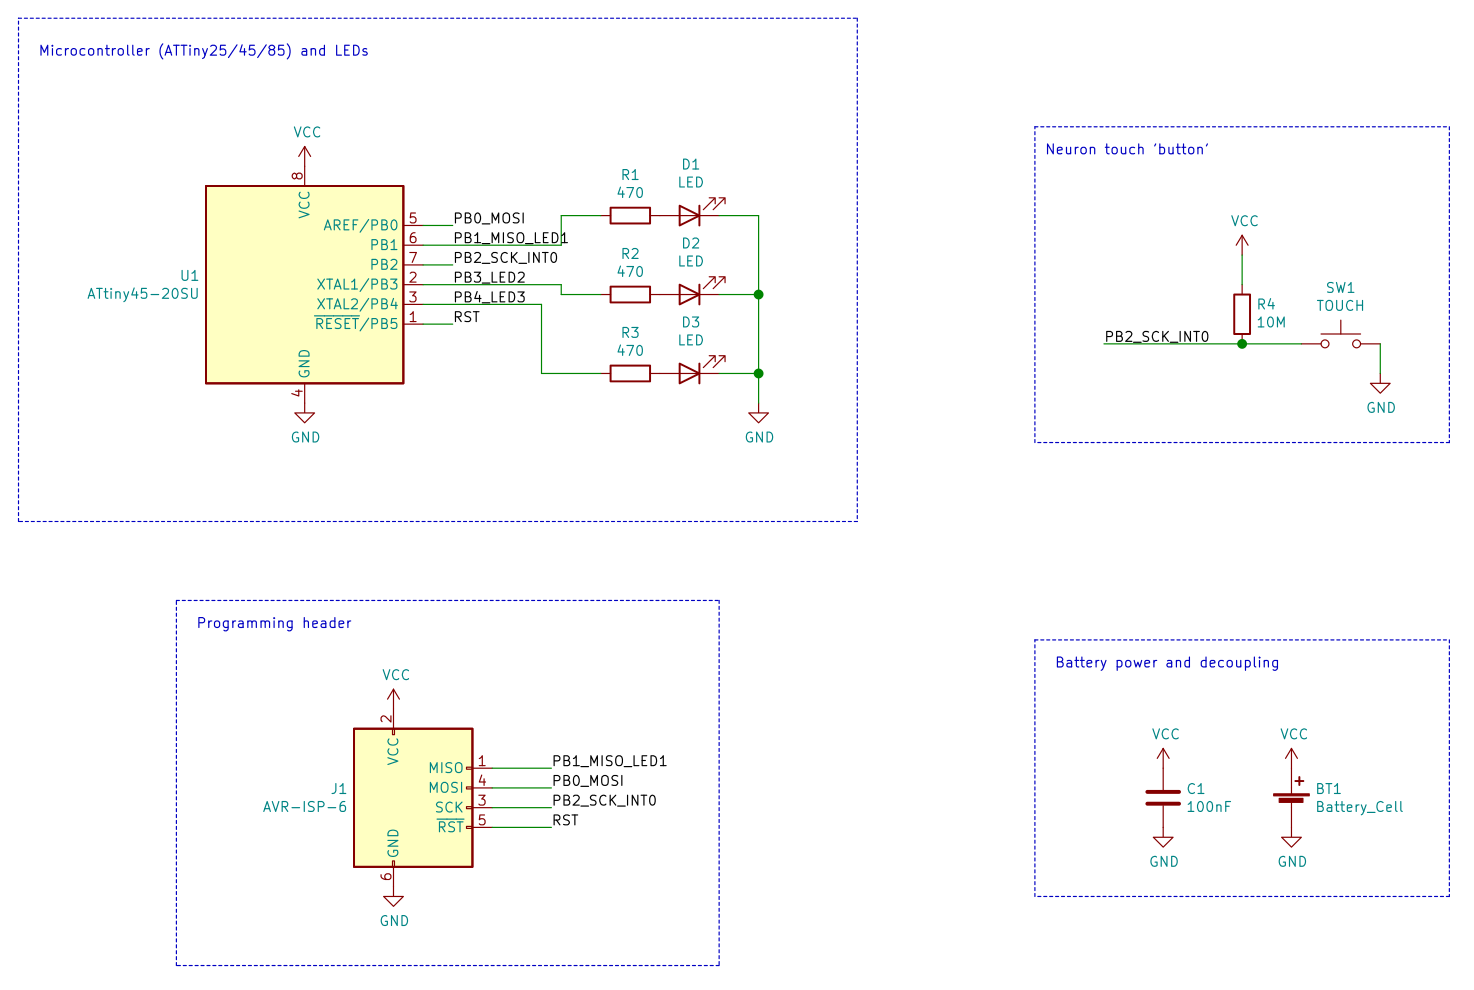 Microcontroller (ATTiny25/45/85) and LEDs
VCC
8
VCC
U1
ATtiny45-20SU
AREF/PB0
PB1
PB2
XTAL1/PB3
XTAL2/PB4
RESET/PB5
GND
4
GND
5
6
7
2
3
1
PB0_MOSI
PB1_MISO_LED1
PB2_SCK_INT0
PB3_LED2
PB4_LED3
RST
R1
470
D1
LED
R2
470
D2
LED
R3
470
D3
LED
GND
Neuron touch 'button'
VCC
R4
10M
SW1
TOUCH
PB2_SCK_INT0
GND
Programming header
VCC
2
VCC
J1
AVR-ISP-6
MISO
MOSI
SCK
RST
GND
6
GND
1
4
3
5
PB1_MISO_LED1
PB0_MOSI
PB2_SCK_INT0
RST
Battery power and decoupling
VCC
C1
100nF
GND
VCC
+
BT1
Battery_Cell
GND